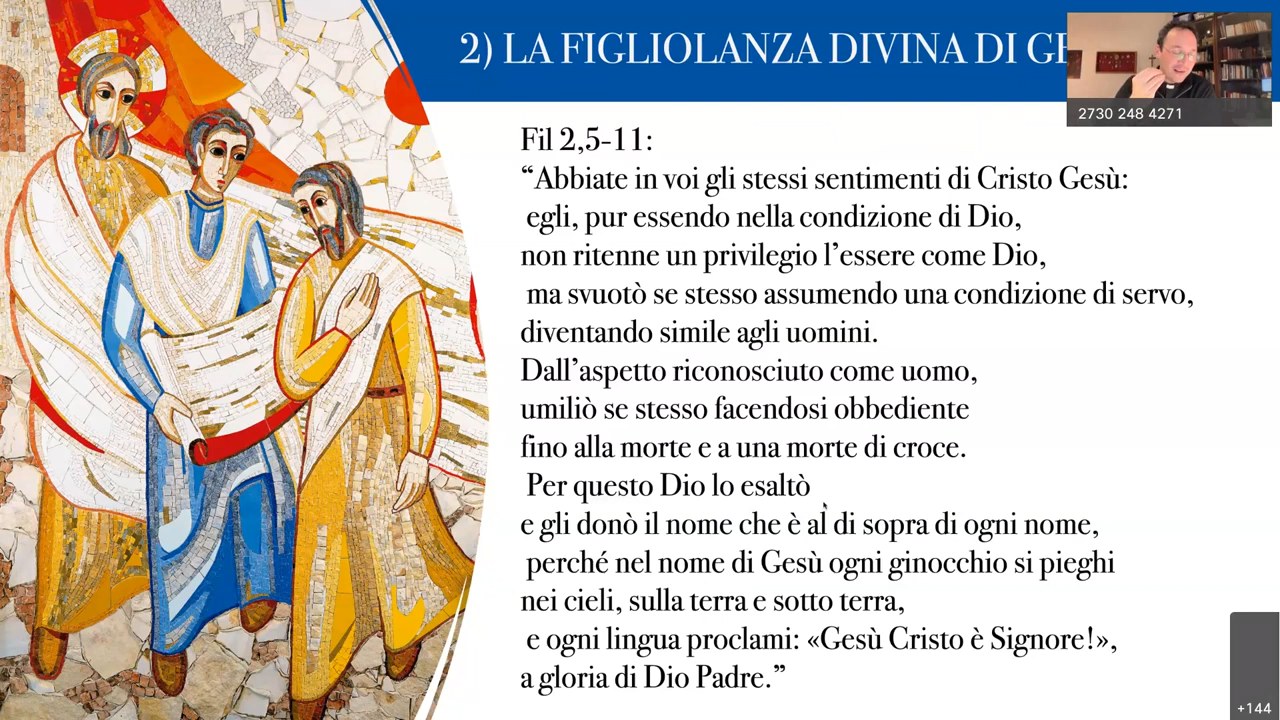 2) LA FIGLIOLANZA DIVINA DI
2730 248 4271
Fil 2,5-11:
“Abbiate in voi gli stessi sentimenti di Cristo Gesù:
egli, pur essendo nella condizione di Dio,
non ritenne un privilegio l’essere come Dio,
ma svuotò se stesso assumendo una condizione di servo,
diventando simile agli uomini.
Dall’aspetto riconosciuto come uomo,
umiliò se stesso facendosi obbediente
fino alla morte e a una morte di croce.
Per questo Dio lo esaltò
e gli donò il nome che è al di sopra di ogni nome,
perché nel nome di Gesù ogni ginocchio si pieghi
nei cieli, sulla terra e sotto terra,
e ogni lingua proclami: «Gesù Cristo è Signore!»,
a gloria di Dio Padre.”
+144